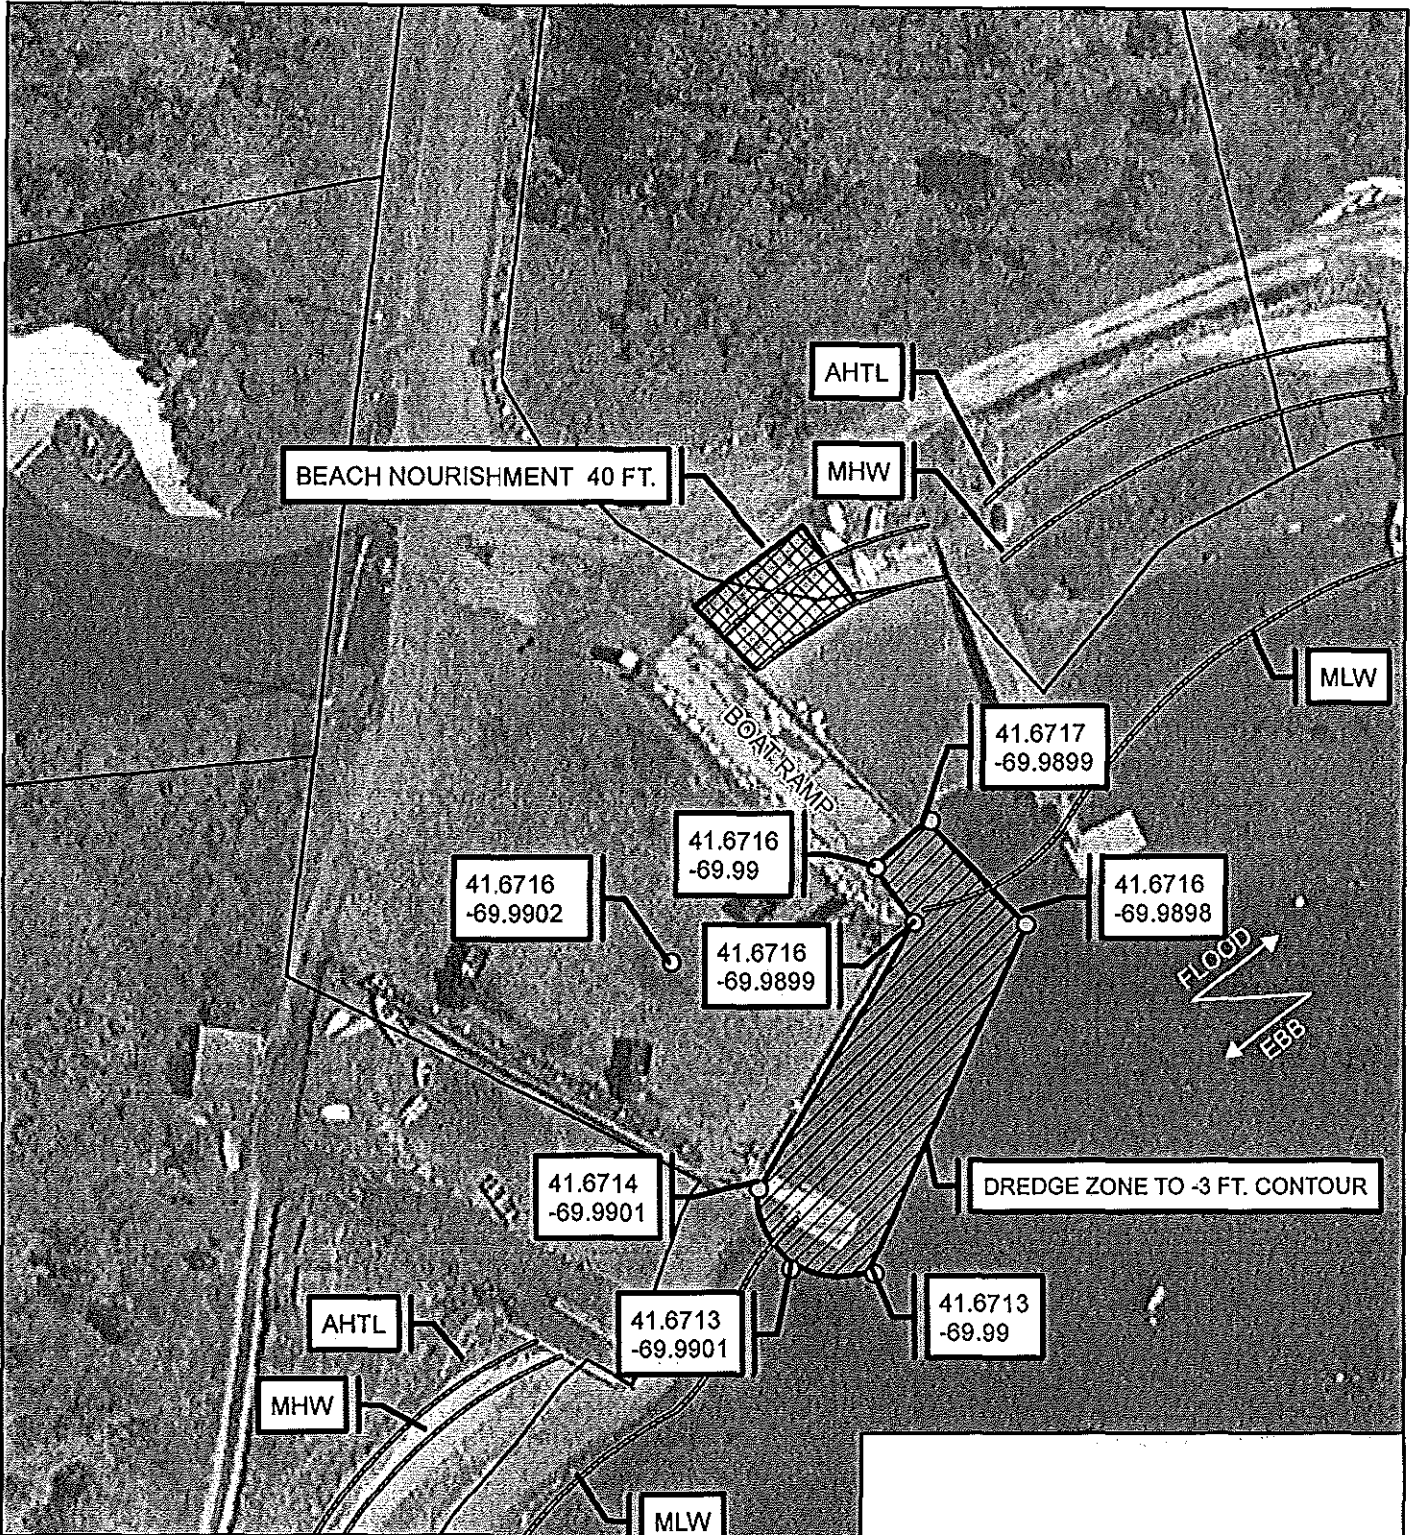 AHTL
BEACH NOURISHMENT 40 FT.
MHW
MLW
BOAT RAMP
41.6717
-69.9899
41.6716
-69.99
41.6716
-69.9902
41.6716
-69.9898
41.6716
-69.9899
FLOOD
EBB
41.6714
-69.9901
DREDGE ZONE TO -3 FT. CONTOUR
41.6713
-69.9901
41.6713
-69.99
AHTL
MHW
MLW